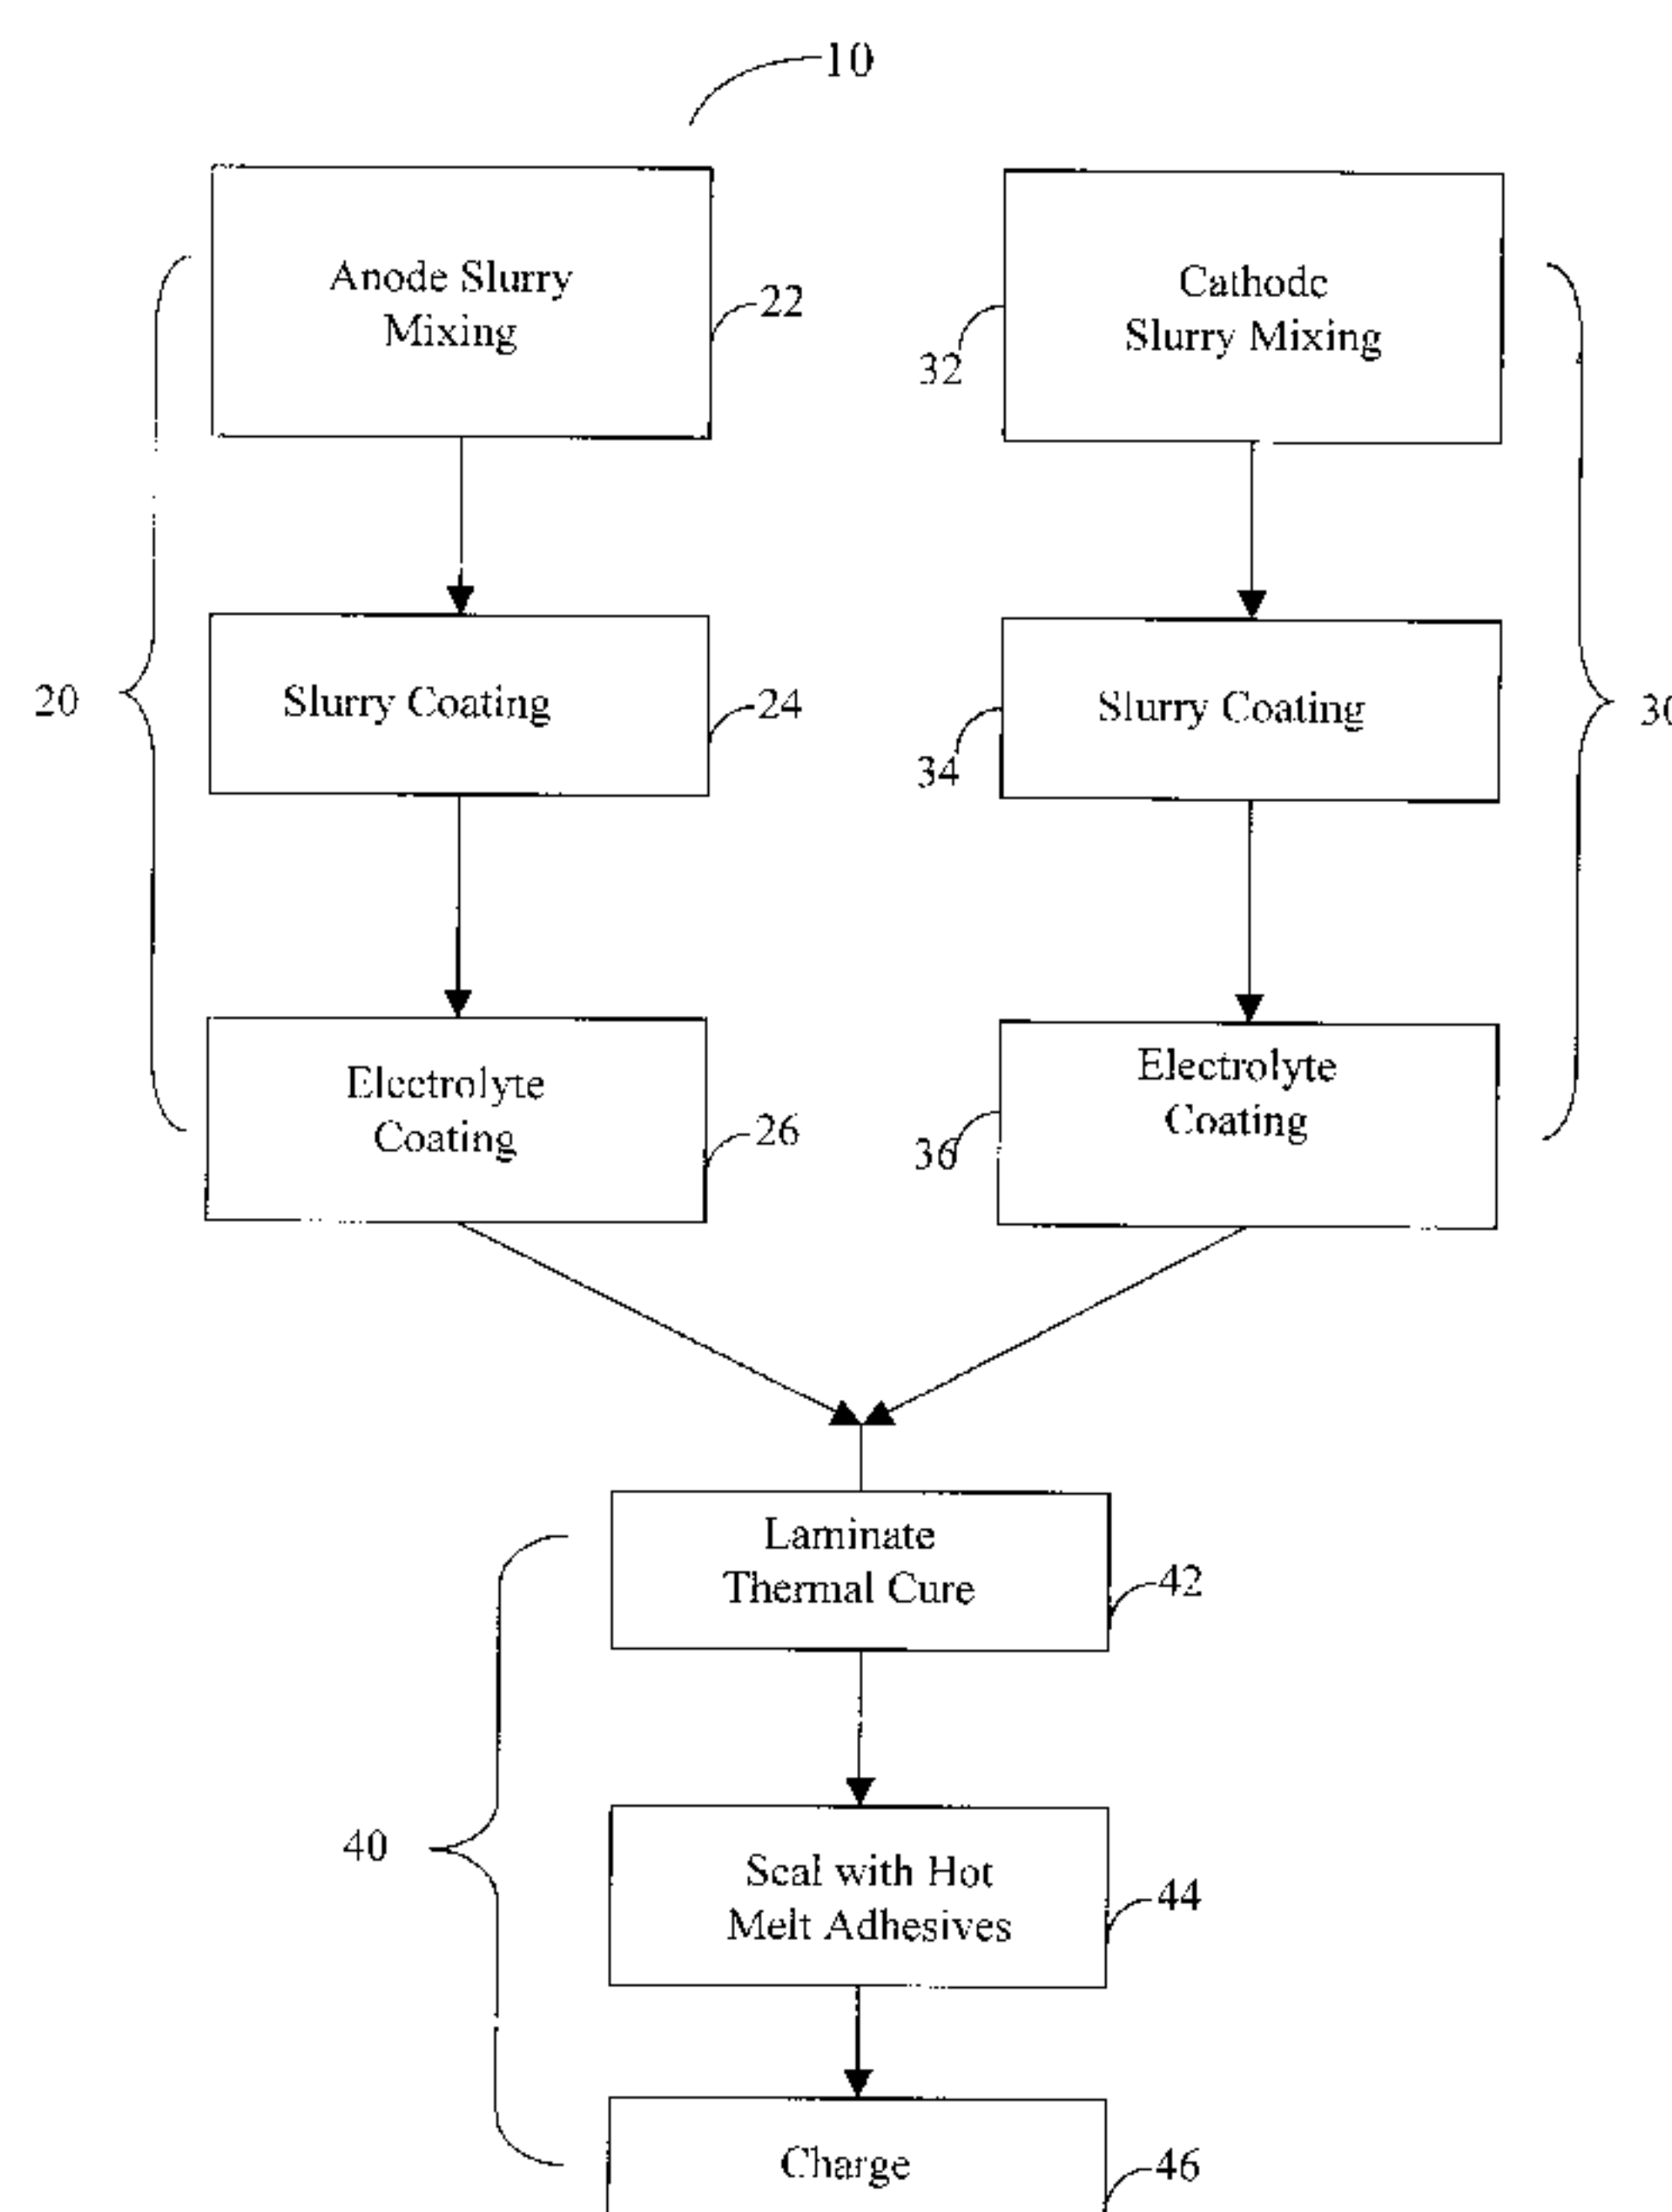 10
Anode Slurry
Mixing
22
Cathode
Slurry Mixing
32
20
Slurry Coating
24
Slurry Coating
34
30
Electrolyte
Coating
26
Electrolyte
Coating
36
Laminate
Thermal Cure
42
40
Seal with Hot
Melt Adhesives
44
Charge
46